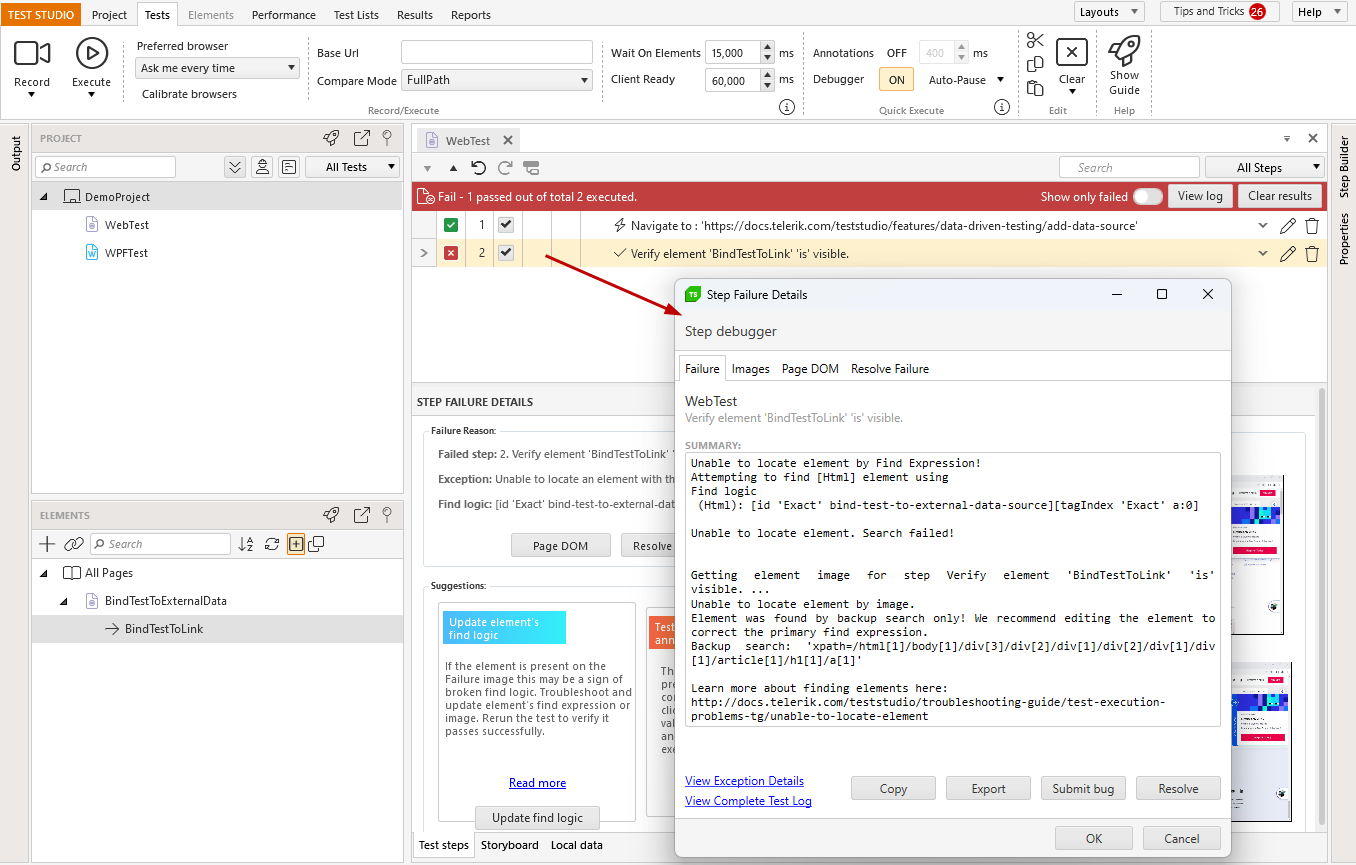 TEST STUDIO Project Tests Elements Performance Test Lists Results Reports Layouts Tips and Tricks 26 Help
Record
Execute
Preferred browser
Ask me every time
Calibrate browsers
Base Url
Compare Mode FullPath
Record/Execute
Wait On Elements 15,000 ms
Client Ready 60,000 ms
Annotations OFF 400 ms
Debugger ON Auto-Pause
Quick Execute
Clear
Edit
Show
Guide
Help
Output
PROJECT
Search All Tests
DemoProject
WebTest
WPFTest
ELEMENTS
Search
All Pages
BindTestToExternalData
BindTestToLink
WebTest
Search All Steps
Fail - 1 passed out of total 2 executed. Show only failed View log Clear results
1 Navigate to : 'https://docs.telerik.com/teststudio/features/data-driven-testing/add-data-source'
2 Verify element 'BindTestToLink' 'is' visible.
STEP FAILURE DETAILS
Failure Reason:
Failed step: 2. Verify element 'BindTestToLink' '
Exception: Unable to locate an element with th
Find logic: [id 'Exact' bind-test-to-external-dat
Page DOM Resolve
Suggestions:
Update element's
find logic
If the element is present on the
Failure image this may be a sign of
broken find logic. Troubleshoot and
update element's find expression or
image. Rerun the test to verify it
passes successfully.
Read more
Update find logic
Tes
ann
Th
pre
co
clic
val
an
exe
Test steps Storyboard Local data
Step Failure Details
Step debugger
Failure Images Page DOM Resolve Failure
WebTest
Verify element 'BindTestToLink' 'is' visible.
SUMMARY:
Unable to locate element by Find Expression!
Attempting to find [Html] element using
Find logic
(Html): [id 'Exact' bind-test-to-external-data-source][tagIndex 'Exact' a:0]
Unable to locate element. Search failed!
Getting element image for step Verify element 'BindTestToLink' 'is'
visible. ...
Unable to locate element by image.
Element was found by backup search only! We recommend editing the element to
correct the primary find expression.
Backup search: 'xpath=/html[1]/body[1]/div[3]/div[2]/div[1]/div[2]/div[1]/div
[1]/article[1]/h1[1]/a[1]'
Learn more about finding elements here:
http://docs.telerik.com/teststudio/troubleshooting-guide/test-execution-
problems-tg/unable-to-locate-element
View Exception Details
View Complete Test Log
Copy Export Submit bug Resolve
OK Cancel
Step Builder
Properties